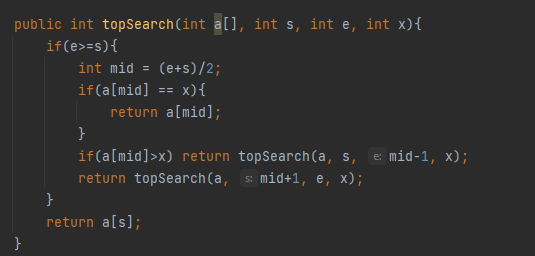 public int topSearch(int a[], int s, int e, int x){
    if(e>=s){
        int mid = (e+s)/2;
        if(a[mid] == x){
            return a[mid];
        }
        if(a[mid]>x) return topSearch(a, s, e: mid-1, x);
        return topSearch(a, s: mid+1, e, x);
    }
    return a[s];
}